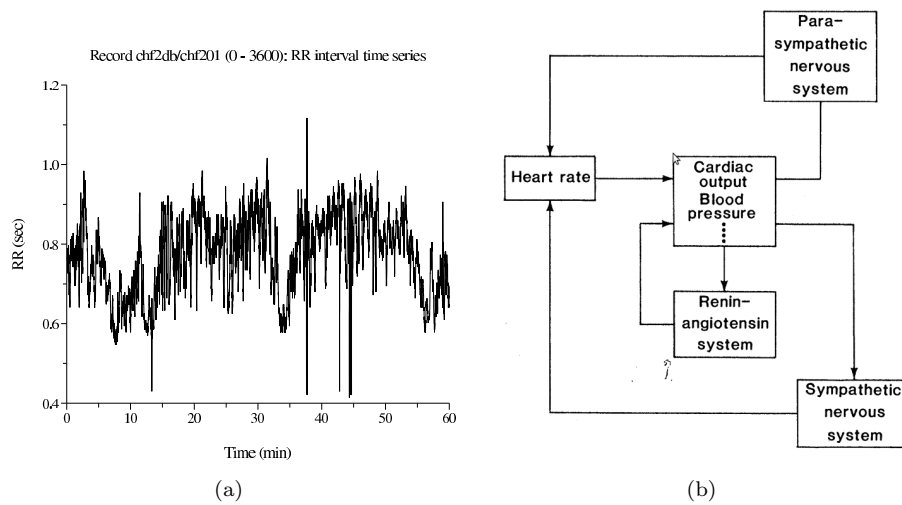 Record chf2db/chf201 (0 - 3600): RR interval time series
1.2
1.0
0.8
0.6
0.4
RR (sec)
0
10
20
30
40
50
60
Time (min)
(a)
Para-
sympathetic
nervous
system
Heart rate
Cardiac
output
Blood
pressure
Renin-
angiotensin
system
Sympathetic
nervous
system
(b)